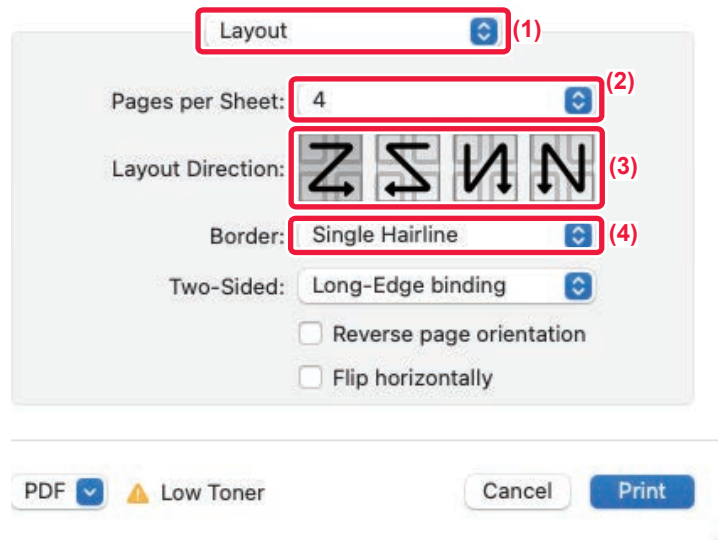 Layout (1)
Pages per Sheet: 4 (2)
Layout Direction: (3)
Border: Single Hairline (4)
Two-Sided: Long-Edge binding
Reverse page orientation
Flip horizontally
PDF Low Toner Cancel Print